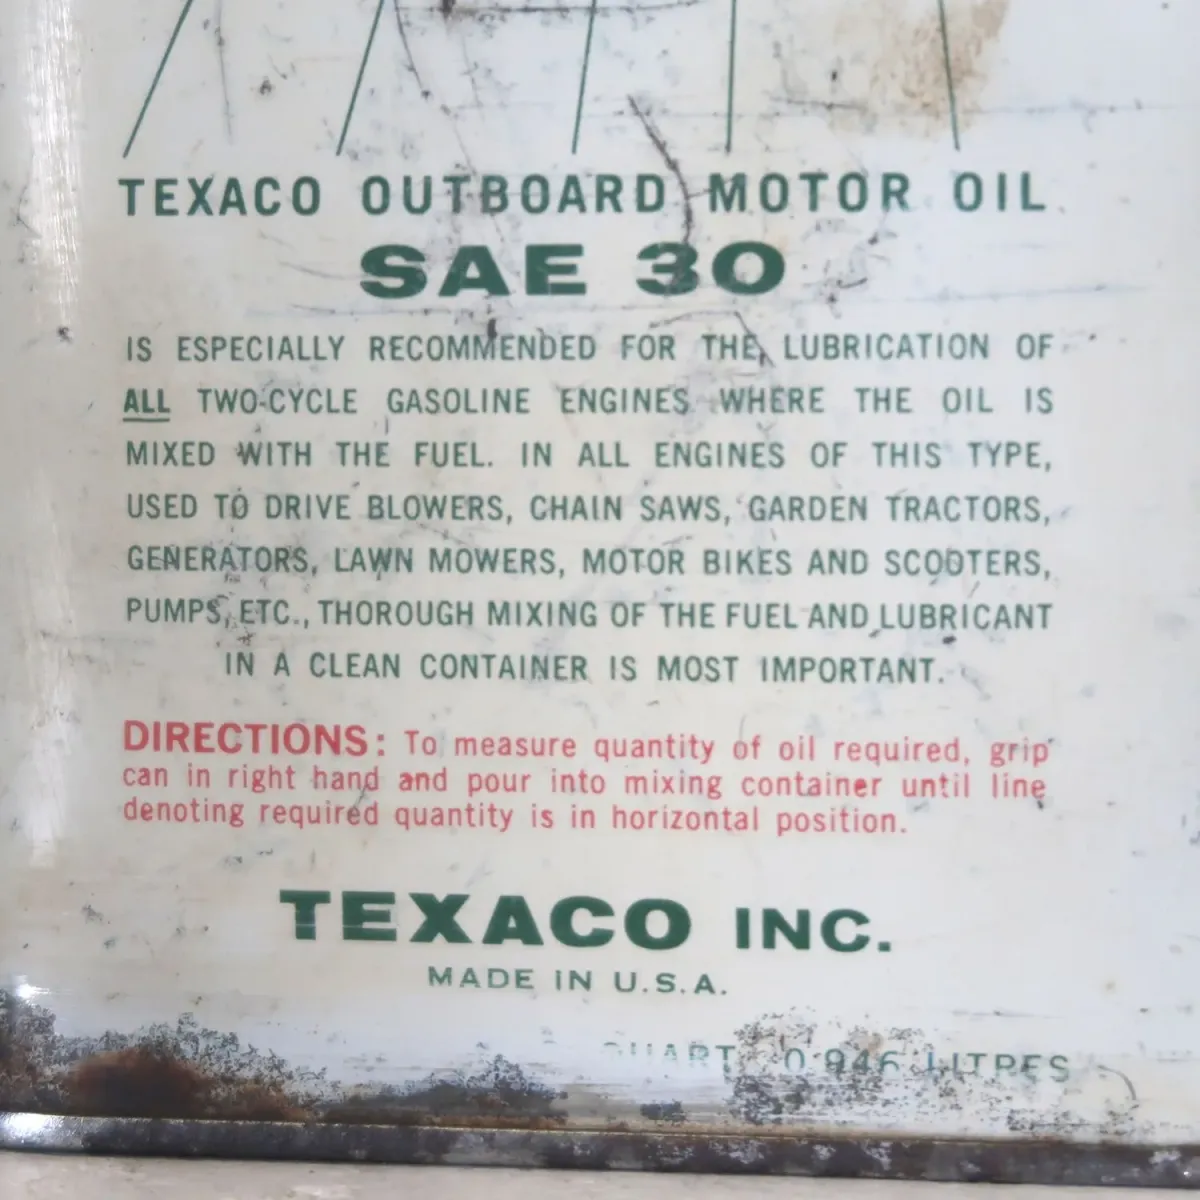 TEXACO OUTBOARD MOTOR OIL
SAE 30
IS ESPECIALLY RECOMMENDED FOR THE LUBRICATION OF
ALL TWO-CYCLE GASOLINE ENGINES WHERE THE OIL IS
MIXED WITH THE FUEL. IN ALL ENGINES OF THIS TYPE,
USED TO DRIVE BLOWERS, CHAIN SAWS, GARDEN TRACTORS,
GENERATORS, LAWN MOWERS, MOTOR BIKES AND SCOOTERS,
PUMPS, ETC., THOROUGH MIXING OF THE FUEL AND LUBRICANT
IN A CLEAN CONTAINER IS MOST IMPORTANT.
DIRECTIONS: To measure quantity of oil required, grip
can in right hand and pour into mixing container until line
denoting required quantity is in horizontal position.
TEXACO INC.
MADE IN U.S.A.
QUART 0.946 LITRES